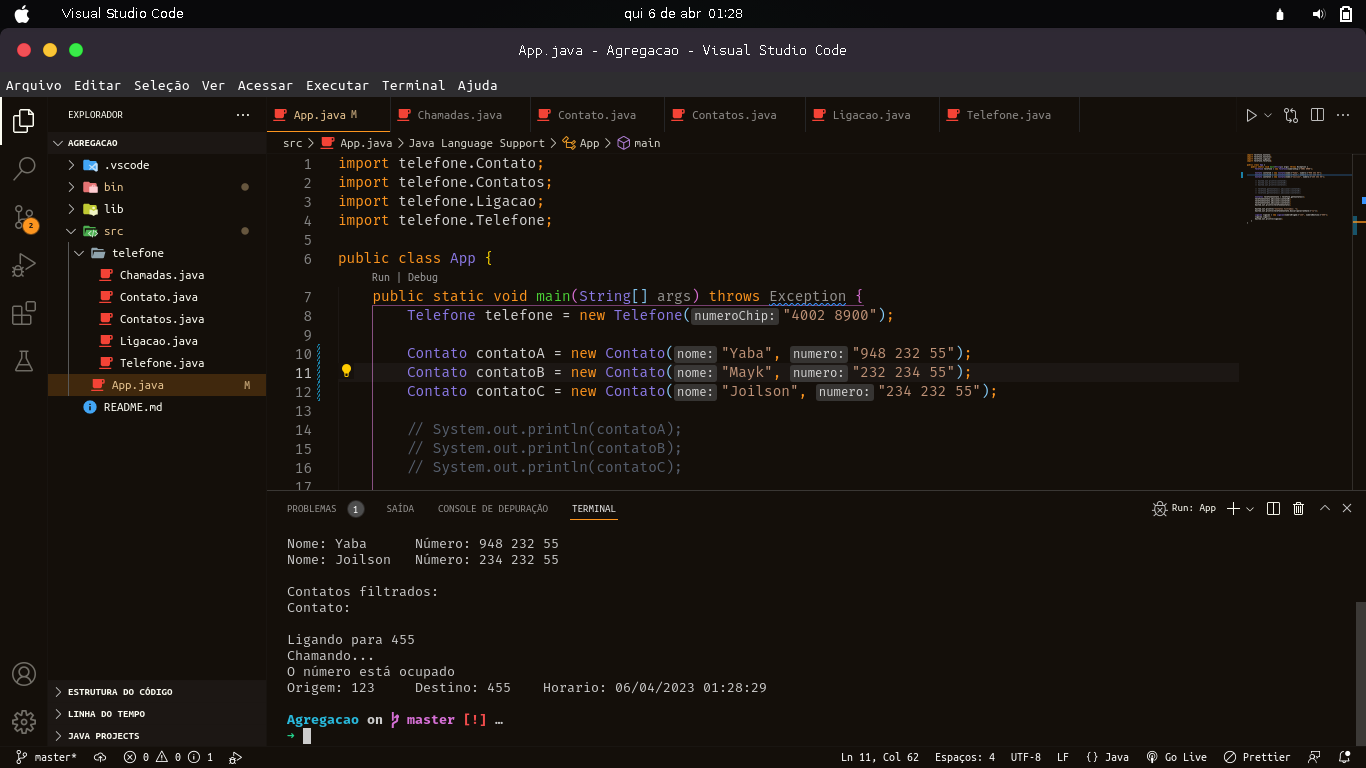 Visual Studio Code
qui 6 de abr 01:28
App.java - Agregacao - Visual Studio Code
Arquivo Editar Seleção Ver Acessar Executar Terminal Ajuda
EXPLORADOR
AGREGACAO
.vscode
bin
lib
src
telefone
Chamadas.java
Contato.java
Contatos.java
Ligacao.java
Telefone.java
App.java M
README.md
ESTRUTURA DO CÓDIGO
LINHA DO TEMPO
JAVA PROJECTS
2
App.java M
Chamadas.java
Contato.java
Contatos.java
Ligacao.java
Telefone.java
src > App.java > Java Language Support > App > main
1 import telefone.Contato;
2 import telefone.Contatos;
3 import telefone.Ligacao;
4 import telefone.Telefone;
5
6 public class App {
Run | Debug
7 public static void main(String[] args) throws Exception {
8 Telefone telefone = new Telefone(numeroChip: "4002 8900");
9
10 Contato contatoA = new Contato(nome: "Yaba", numero: "948 232 55");
11 Contato contatoB = new Contato(nome: "Mayk", numero: "232 234 55");
12 Contato contatoC = new Contato(nome: "Joilson", numero: "234 232 55");
13
14 // System.out.println(contatoA);
15 // System.out.println(contatoB);
16 // System.out.println(contatoC);
17
PROBLEMAS 1 SAÍDA CONSOLE DE DEPURAÇÃO TERMINAL
Run: App
Nome: Yaba Número: 948 232 55
Nome: Joilson Número: 234 232 55
Contatos filtrados:
Contato:
Ligando para 455
Chamando...
O número está ocupado
Origem: 123 Destino: 455 Horario: 06/04/2023 01:28:29
Agregacao on master [!] …
➜
master* 0 0 1
Ln 11, Col 62 Espaços: 4 UTF-8 LF {} Java Go Live Prettier